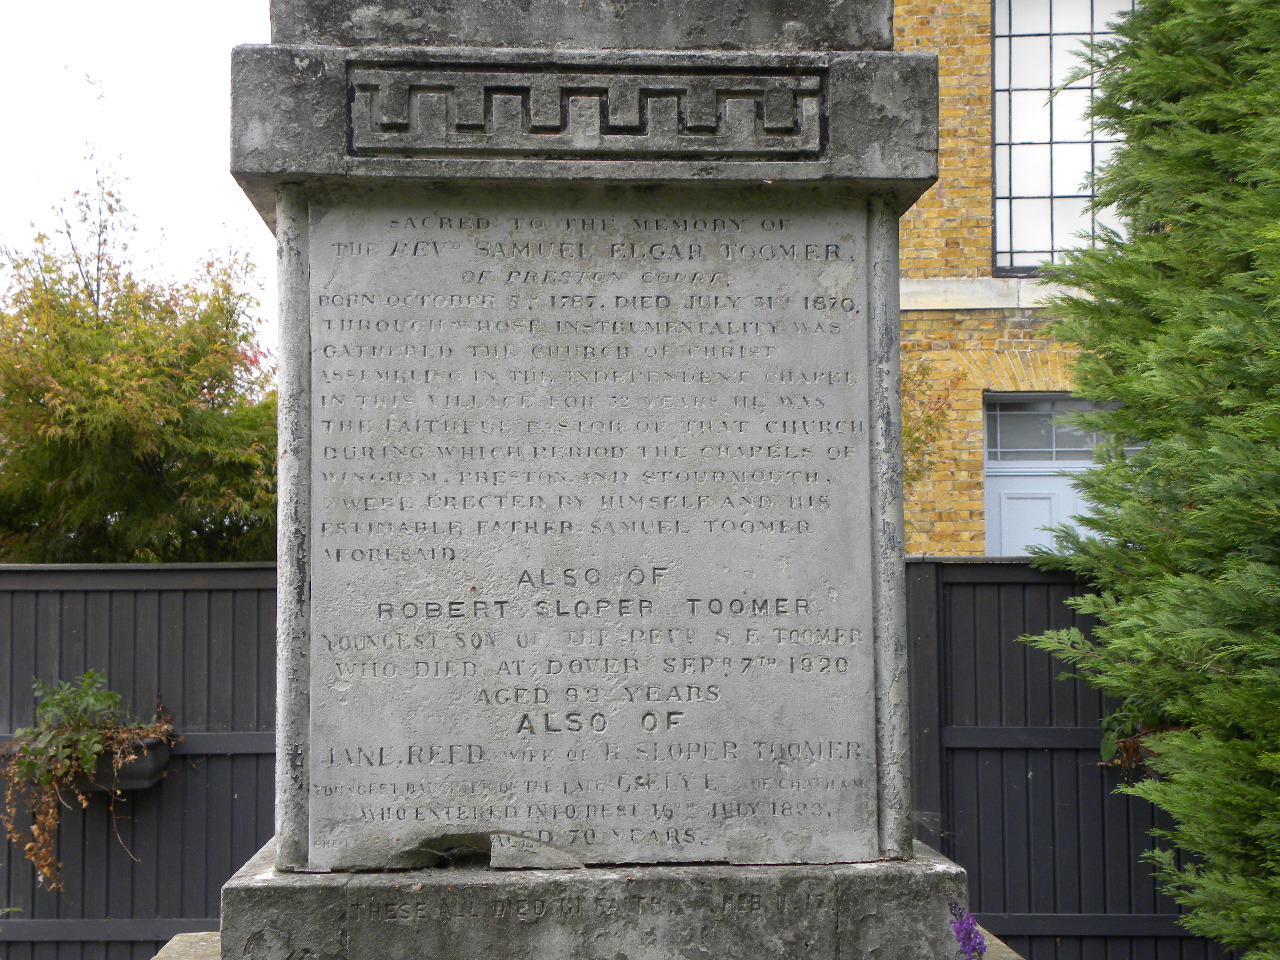 SACRED TO THE MEMORY OF
THE REVD SAMUEL ELGAR TOOMER,
OF PRESTON COURT,
BORN OCTOBER 5TH, 1787, DIED JULY 31ST 1870,
THROUGH WHOSE INSTRUMENTALITY WAS
GATHERED THE CHURCH OF CHRIST
ASSEMBLING IN THE INDEPENDENT CHAPEL
IN THIS VILLAGE FOR 52 YEARS HE WAS
THE FAITHFUL PASTOR OF THAT CHURCH
DURING WHICH PERIOD THE CHAPELS OF
WINGHAM, PRESTON, AND STOURMOUTH,
WERE ERECTED BY HIMSELF AND HIS
ESTIMABLE FATHER SAMUEL TOOMER
AFORESAID
ALSO OF
ROBERT SLOPER TOOMER
YOUNGEST SON OF THE REVD S. E. TOOMER
WHO DIED AT DOVER SEPR 7TH 1920
AGED 92 YEARS
ALSO OF
JANE REED, WIFE OF R. SLOPER TOOMER
YOUNGEST DAUGHTER OF THE LATE OF CHATHAM
WHO ENTERED INTO REST 16TH JULY 1893,
AGED 70 YEARS.
THESE ALL DIED IN FAITH. HEB